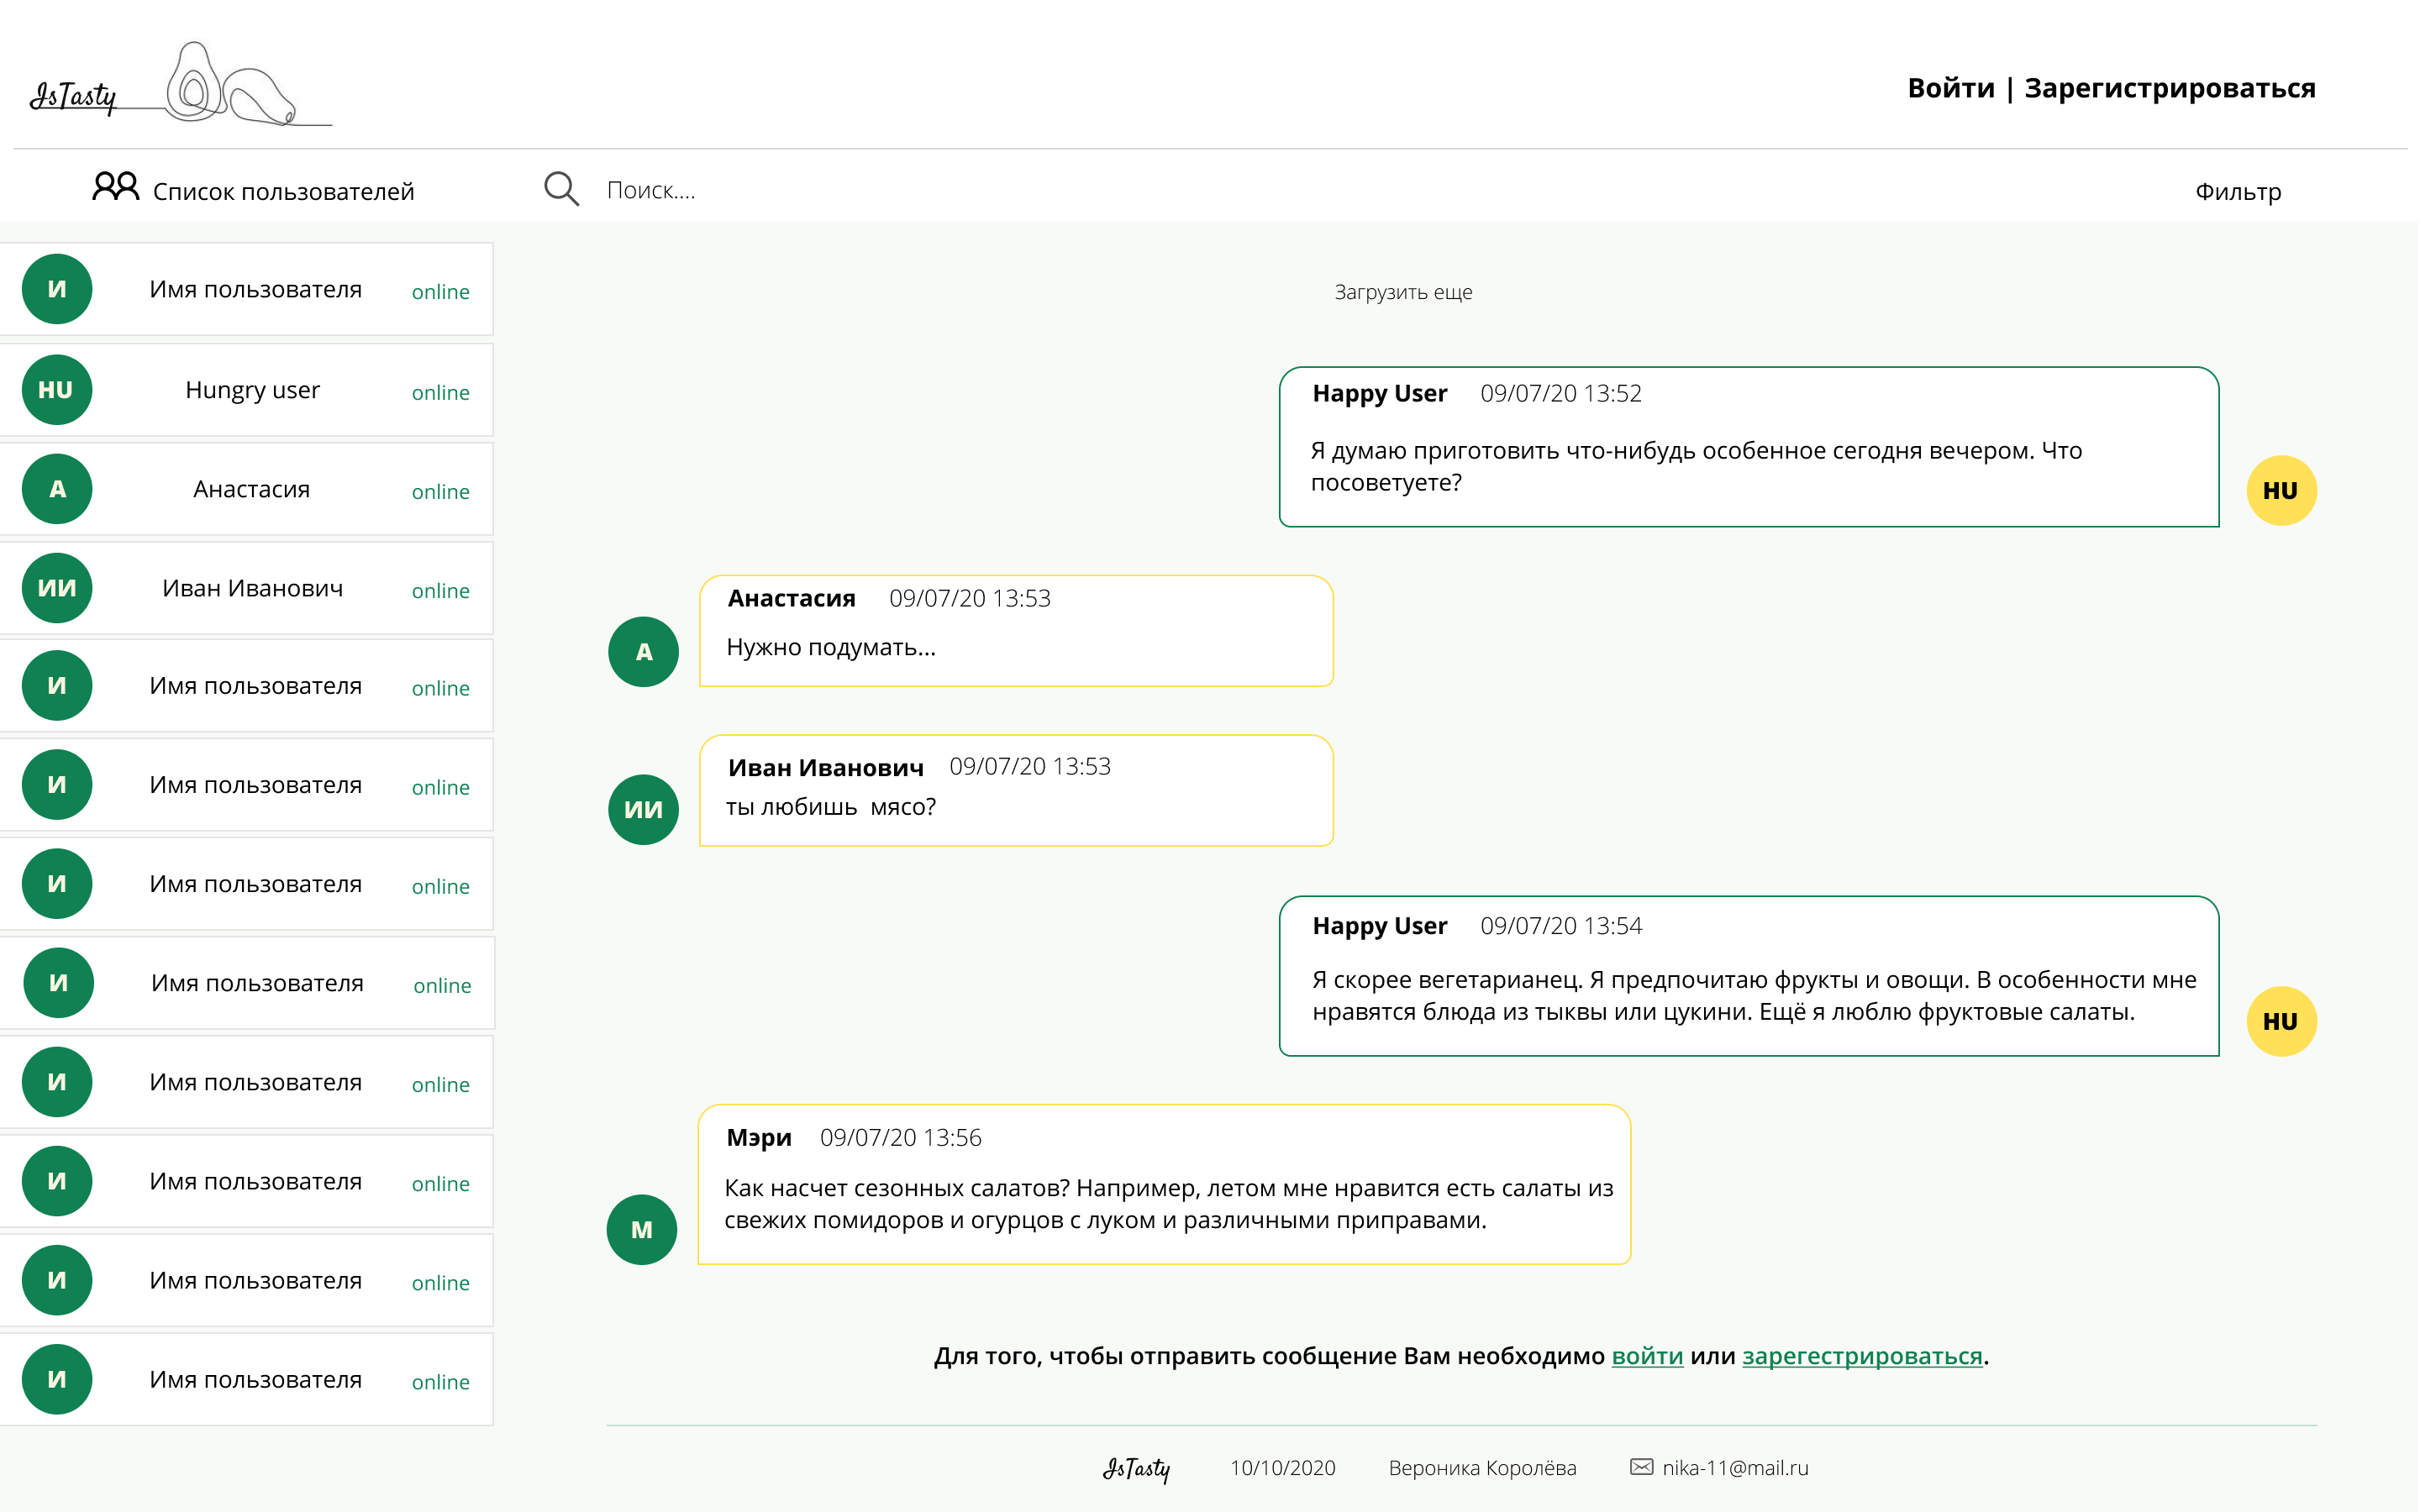 IsTasty
Войти | Зарегистрироваться
Список пользователей
Поиск....
Фильтр
И Имя пользователя online
HU Hungry user online
А Анастасия online
ИИ Иван Иванович online
И Имя пользователя online
И Имя пользователя online
И Имя пользователя online
И Имя пользователя online
И Имя пользователя online
И Имя пользователя online
И Имя пользователя online
И Имя пользователя online
Загрузить еще
Happy User 09/07/20 13:52
Я думаю приготовить что-нибудь особенное сегодня вечером. Что
посоветуете?
HU
Анастасия 09/07/20 13:53
Нужно подумать...
А
Иван Иванович 09/07/20 13:53
ты любишь  мясо?
ИИ
Happy User 09/07/20 13:54
Я скорее вегетарианец. Я предпочитаю фрукты и овощи. В особенности мне
нравятся блюда из тыквы или цукини. Ещё я люблю фруктовые салаты.
HU
Мэри 09/07/20 13:56
Как насчет сезонных салатов? Например, летом мне нравится есть салаты из
свежих помидоров и огурцов с луком и различными приправами.
М
Для того, чтобы отправить сообщение Вам необходимо войти или зарегестрироваться.
IsTasty 10/10/2020 Вероника Королёва nika-11@mail.ru